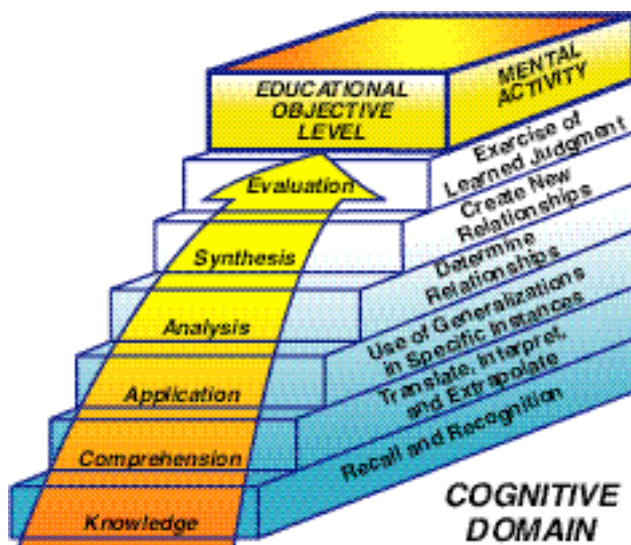 EDUCATIONAL
OBJECTIVE
LEVEL
MENTAL
ACTIVITY
Evaluation
Exercise of
Learned Judgment
Synthesis
Create New
Relationships
Analysis
Determine
Relationships
Application
Use of Generalizations
in Specific Instances
Comprehension
Translate, Interpret,
and Extrapolate
Knowledge
Recall and Recognition
COGNITIVE
DOMAIN